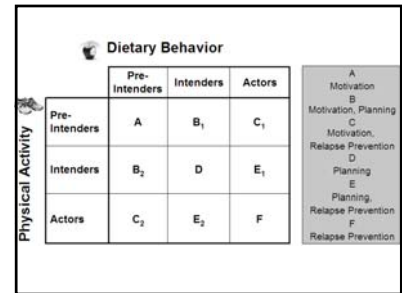 Dietary Behavior
Pre-
Intenders
Intenders
Actors
Physical Activity
Pre-
Intenders
A
B₁
C₁
Intenders
B₂
D
E₁
Actors
C₂
E₂
F
A
Motivation
B
Motivation, Planning
C
Motivation,
Relapse Prevention
D
Planning
E
Planning,
Relapse Prevention
F
Relapse Prevention